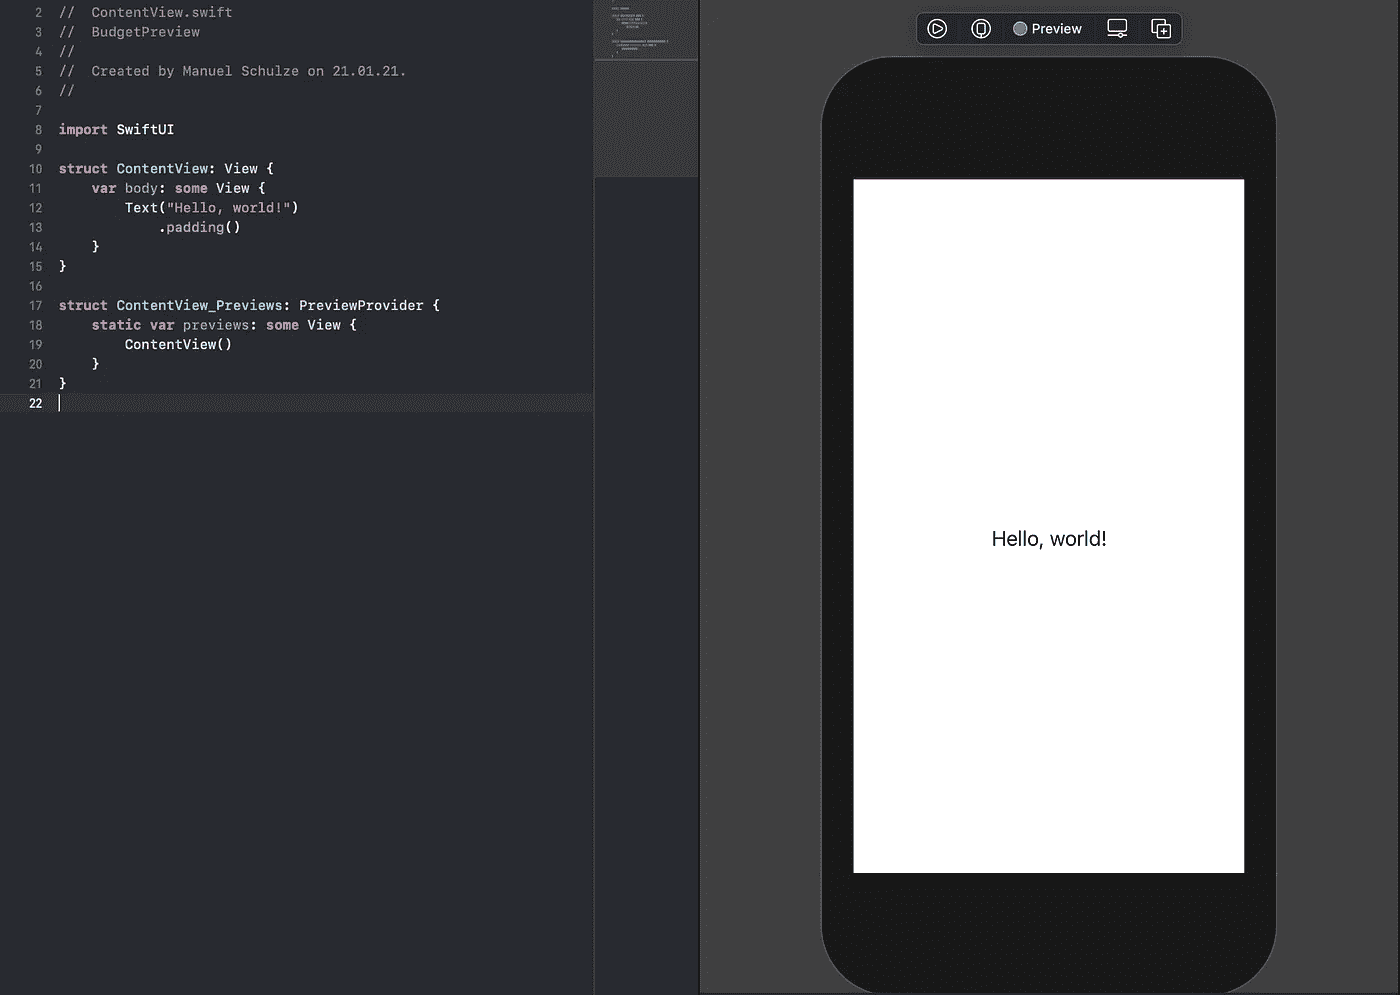 2 //  ContentView.swift
3 //  BudgetPreview
4 //
5 //  Created by Manuel Schulze on 21.01.21.
6 //
7
8 import SwiftUI
9
10 struct ContentView: View {
11     var body: some View {
12         Text("Hello, world!")
13             .padding()
14     }
15 }
16
17 struct ContentView_Previews: PreviewProvider {
18     static var previews: some View {
19         ContentView()
20     }
21 }
22
Preview
Hello, world!